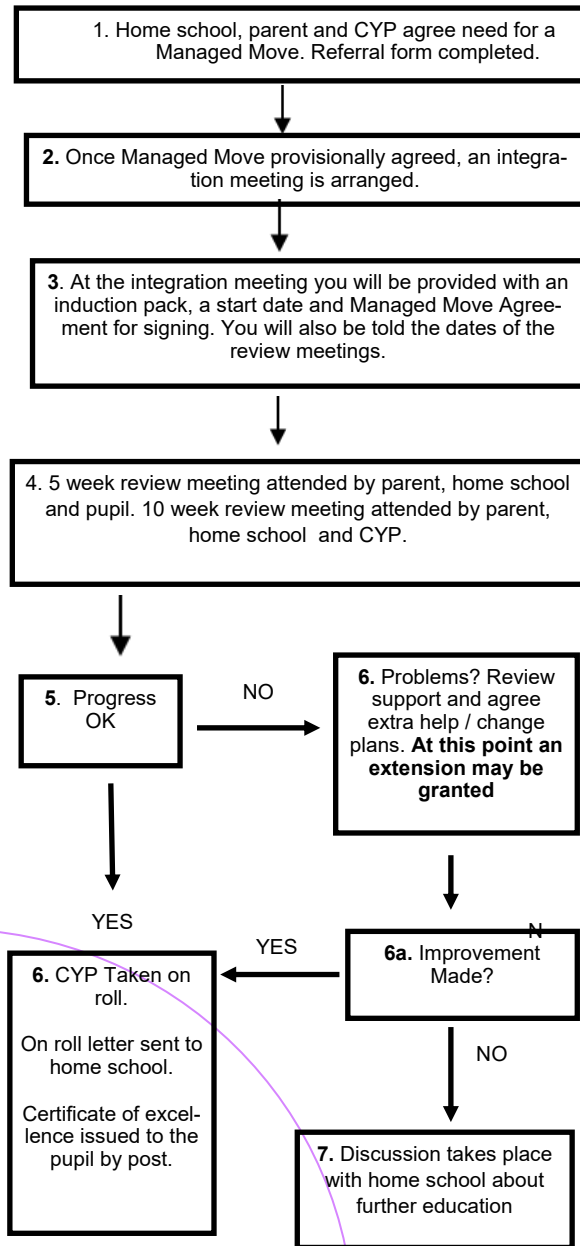 1. Home school, parent and CYP agree need for a
Managed Move. Referral form completed.
2. Once Managed Move provisionally agreed, an integra-
tion meeting is arranged.
3. At the integration meeting you will be provided with an
induction pack, a start date and Managed Move Agree-
ment for signing. You will also be told the dates of the
review meetings.
4. 5 week review meeting attended by parent, home school
and pupil. 10 week review meeting attended by parent,
home school  and CYP.
5.  Progress
OK
NO
6. Problems? Review
support and agree
extra help / change
plans. At this point an
extension may be
granted
YES
6. CYP Taken on
roll.
On roll letter sent to
home school.
Certificate of excel-
lence issued to the
pupil by post.
YES
N
6a. Improvement
Made?
NO
7. Discussion takes place
with home school about
further education